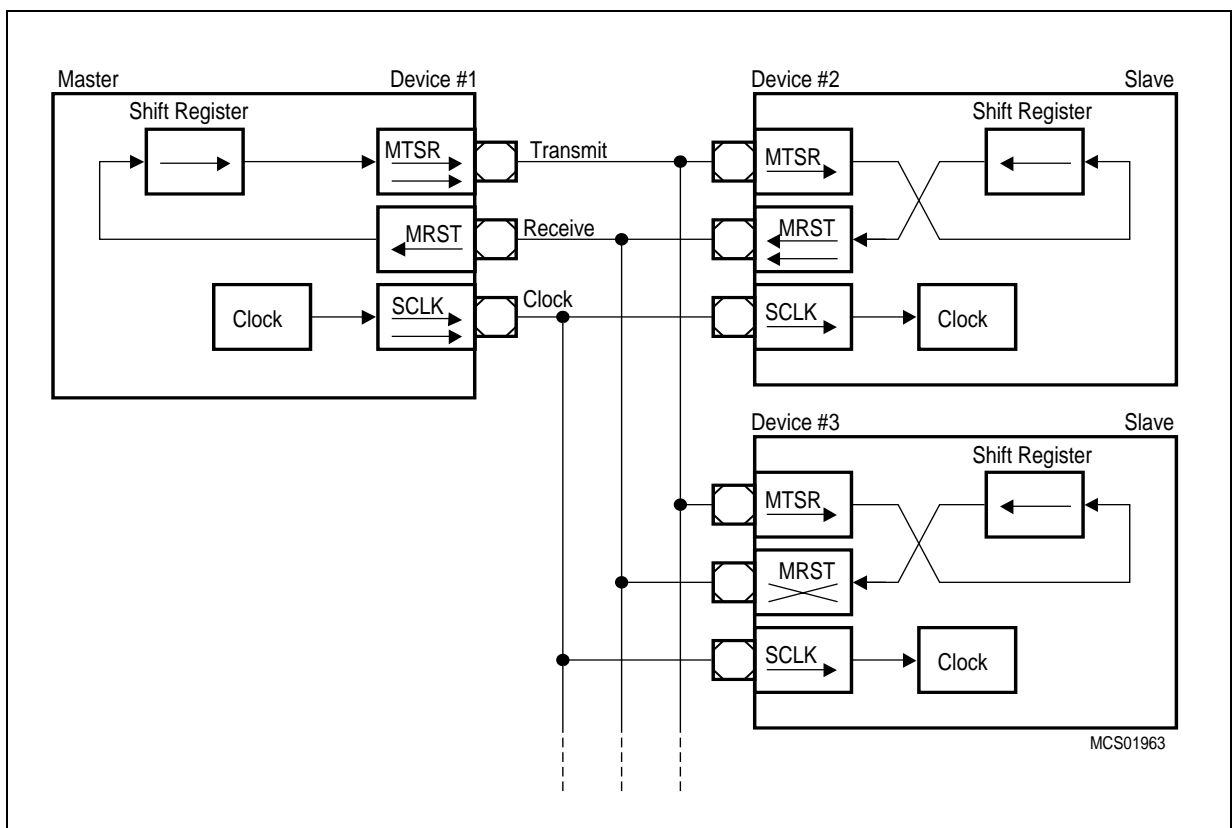 Master Device #1
Shift Register
MTSR
Transmit
MRST
Receive
Clock
SCLK
Clock
Device #2 Slave
Shift Register
MTSR
MRST
SCLK
Clock
Device #3 Slave
Shift Register
MTSR
MRST
SCLK
Clock
MCS01963